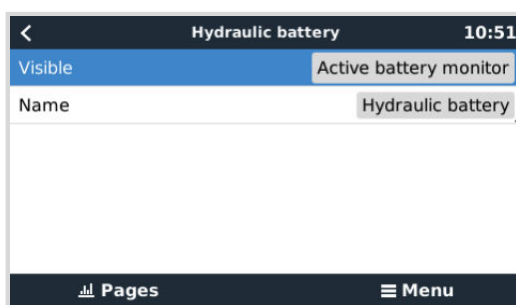 Hydraulic battery 10:51
Visible Active battery monitor
Name Hydraulic battery
Pages Menu